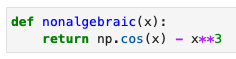 def nonalgebraic(x):
    return np.cos(x) - x**3